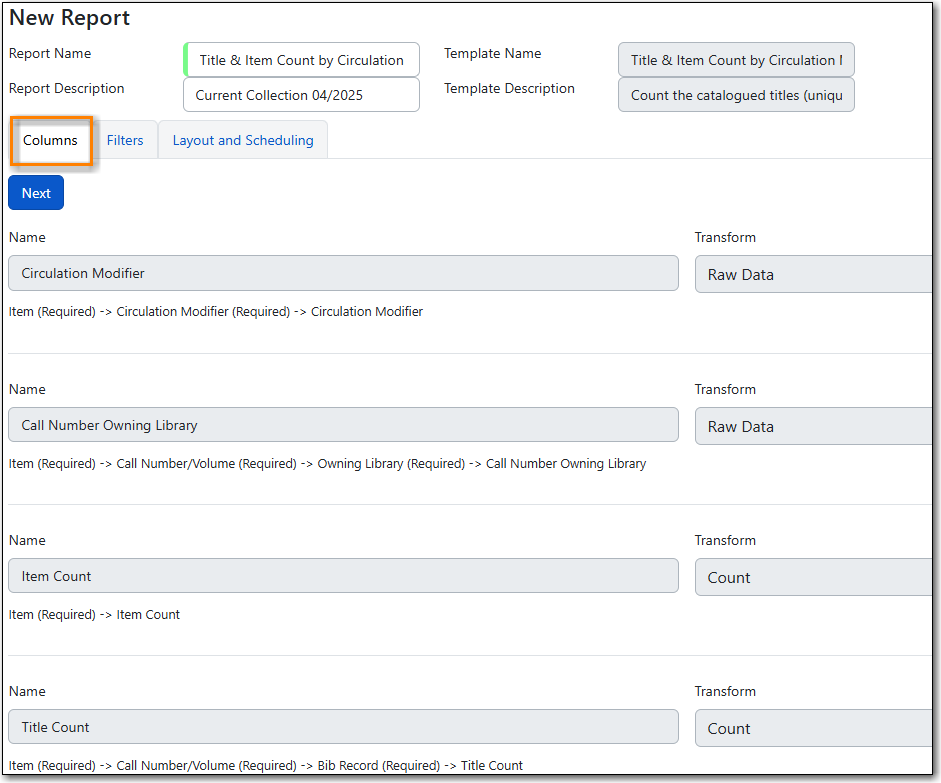 New Report
Report Name
Title & Item Count by Circulation
Template Name
Title & Item Count by Circulation
Report Description
Current Collection 04/2025
Template Description
Count the catalogued titles (uniqu
Columns
Filters
Layout and Scheduling
Next
Name
Transform
Circulation Modifier
Raw Data
Item (Required) -> Circulation Modifier (Required) -> Circulation Modifier
Name
Transform
Call Number Owning Library
Raw Data
Item (Required) -> Call Number/Volume (Required) -> Owning Library (Required) -> Call Number Owning Library
Name
Transform
Item Count
Count
Item (Required) -> Item Count
Name
Transform
Title Count
Count
Item (Required) -> Call Number/Volume (Required) -> Bib Record (Required) -> Title Count